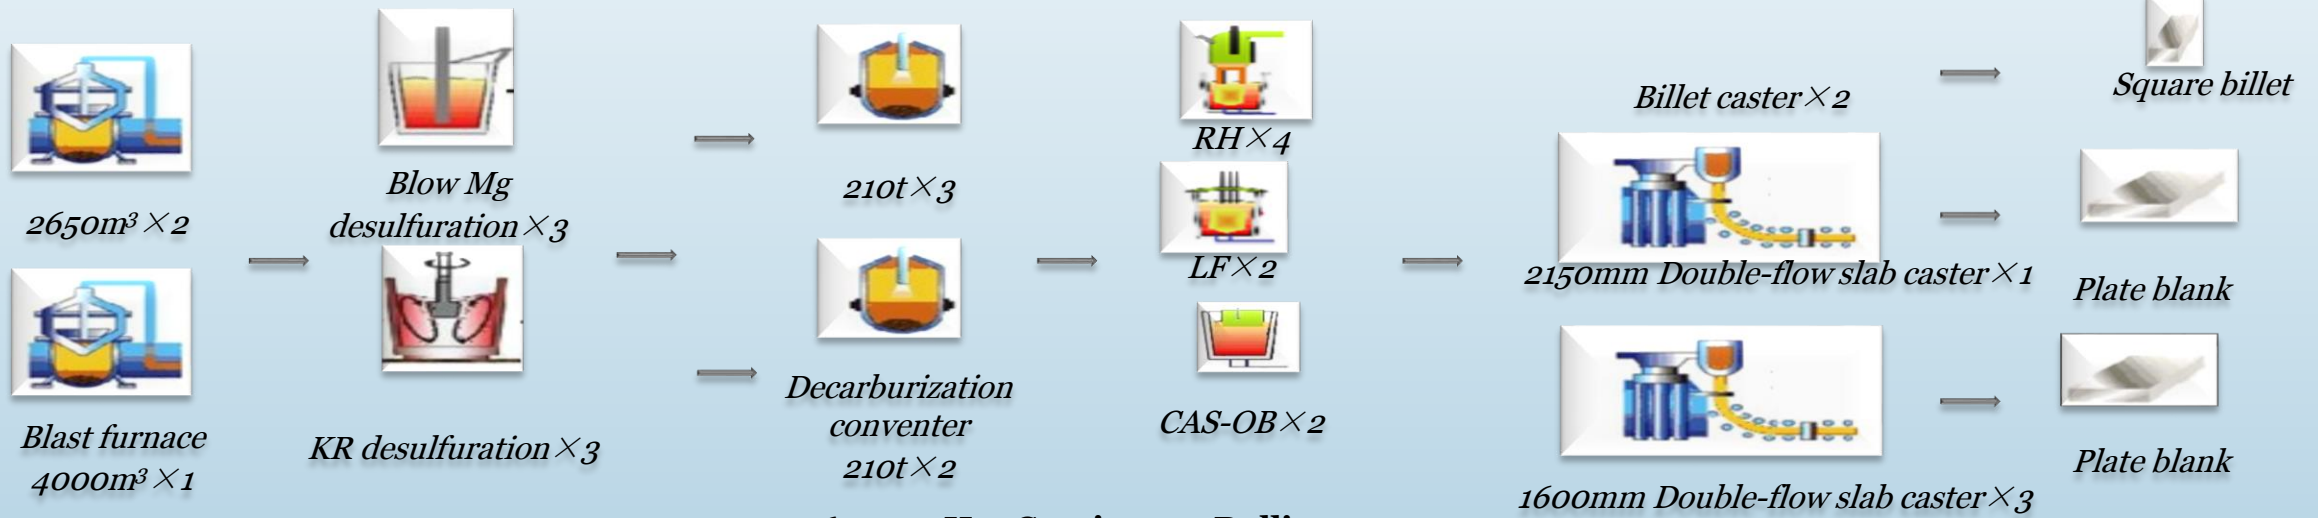 2650m³×2
Blast furnace
4000m³×1
Blow Mg
desulfuration×3
KR desulfuration×3
210t×3
Decarburization
conventer
210t×2
RH×4
LF×2
CAS-OB×2
Billet caster×2
2150mm Double-flow slab caster×1
1600mm Double-flow slab caster×3
Square billet
Plate blank
Plate blank